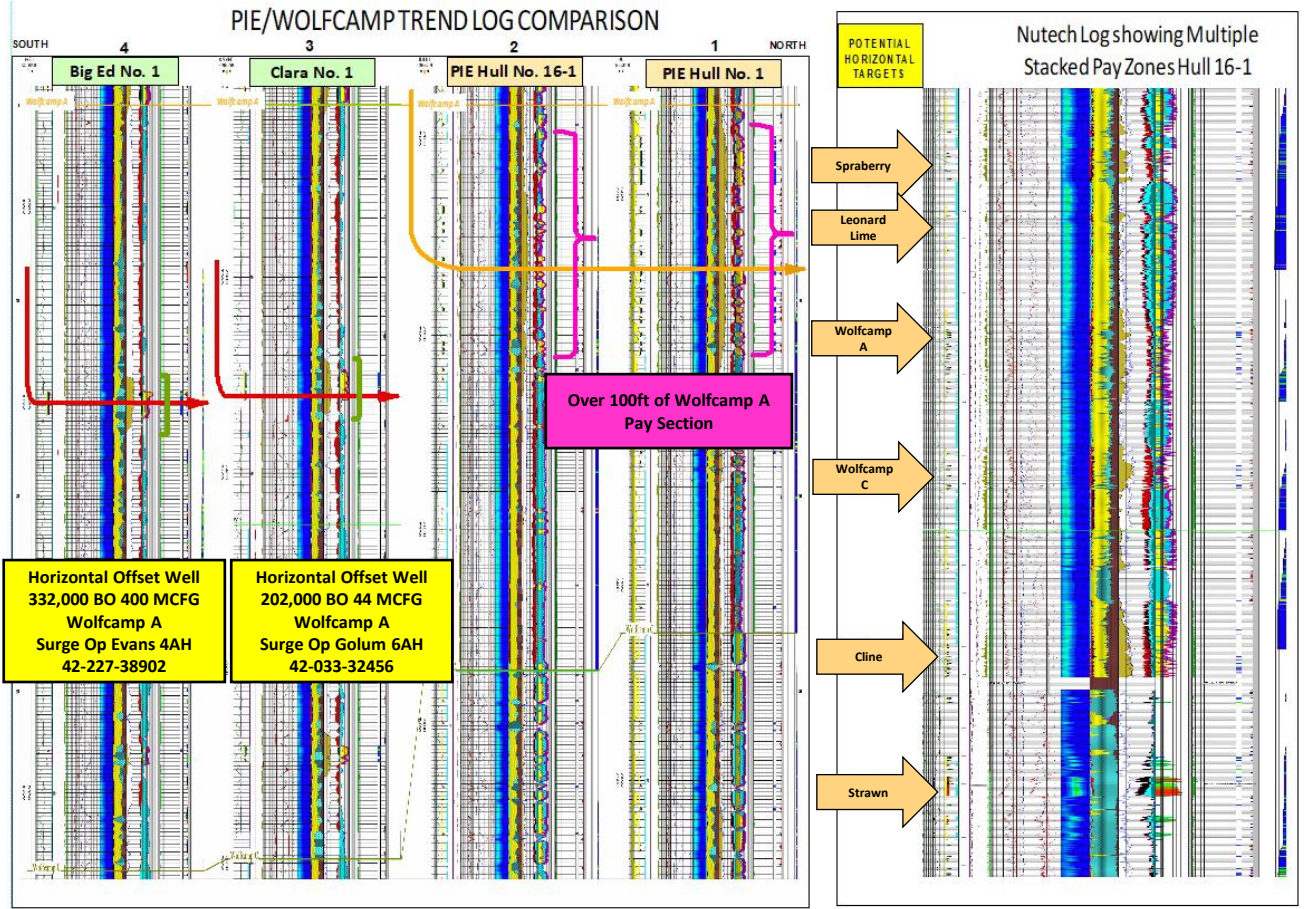 PIE/WOLFCAMP TREND LOG COMPARISON
SOUTH
4
3
2
1
NORTH
Big Ed No. 1
Clara No. 1
PIE Hull No. 16-1
PIE Hull No. 1
Wolfcamp A
Wolfcamp A
Wolfcamp A
Wolfcamp A
Over 100ft of Wolfcamp A
Pay Section
Horizontal Offset Well
332,000 BO 400 MCFG
Wolfcamp A
Surge Op Evans 4AH
42-227-38902
Horizontal Offset Well
202,000 BO 44 MCFG
Wolfcamp A
Surge Op Golum 6AH
42-033-32456
POTENTIAL
HORIZONTAL
TARGETS
Nutech Log showing Multiple
Stacked Pay Zones Hull 16-1
Spraberry
Leonard
Lime
Wolfcamp
A
Wolfcamp
C
Cline
Strawn